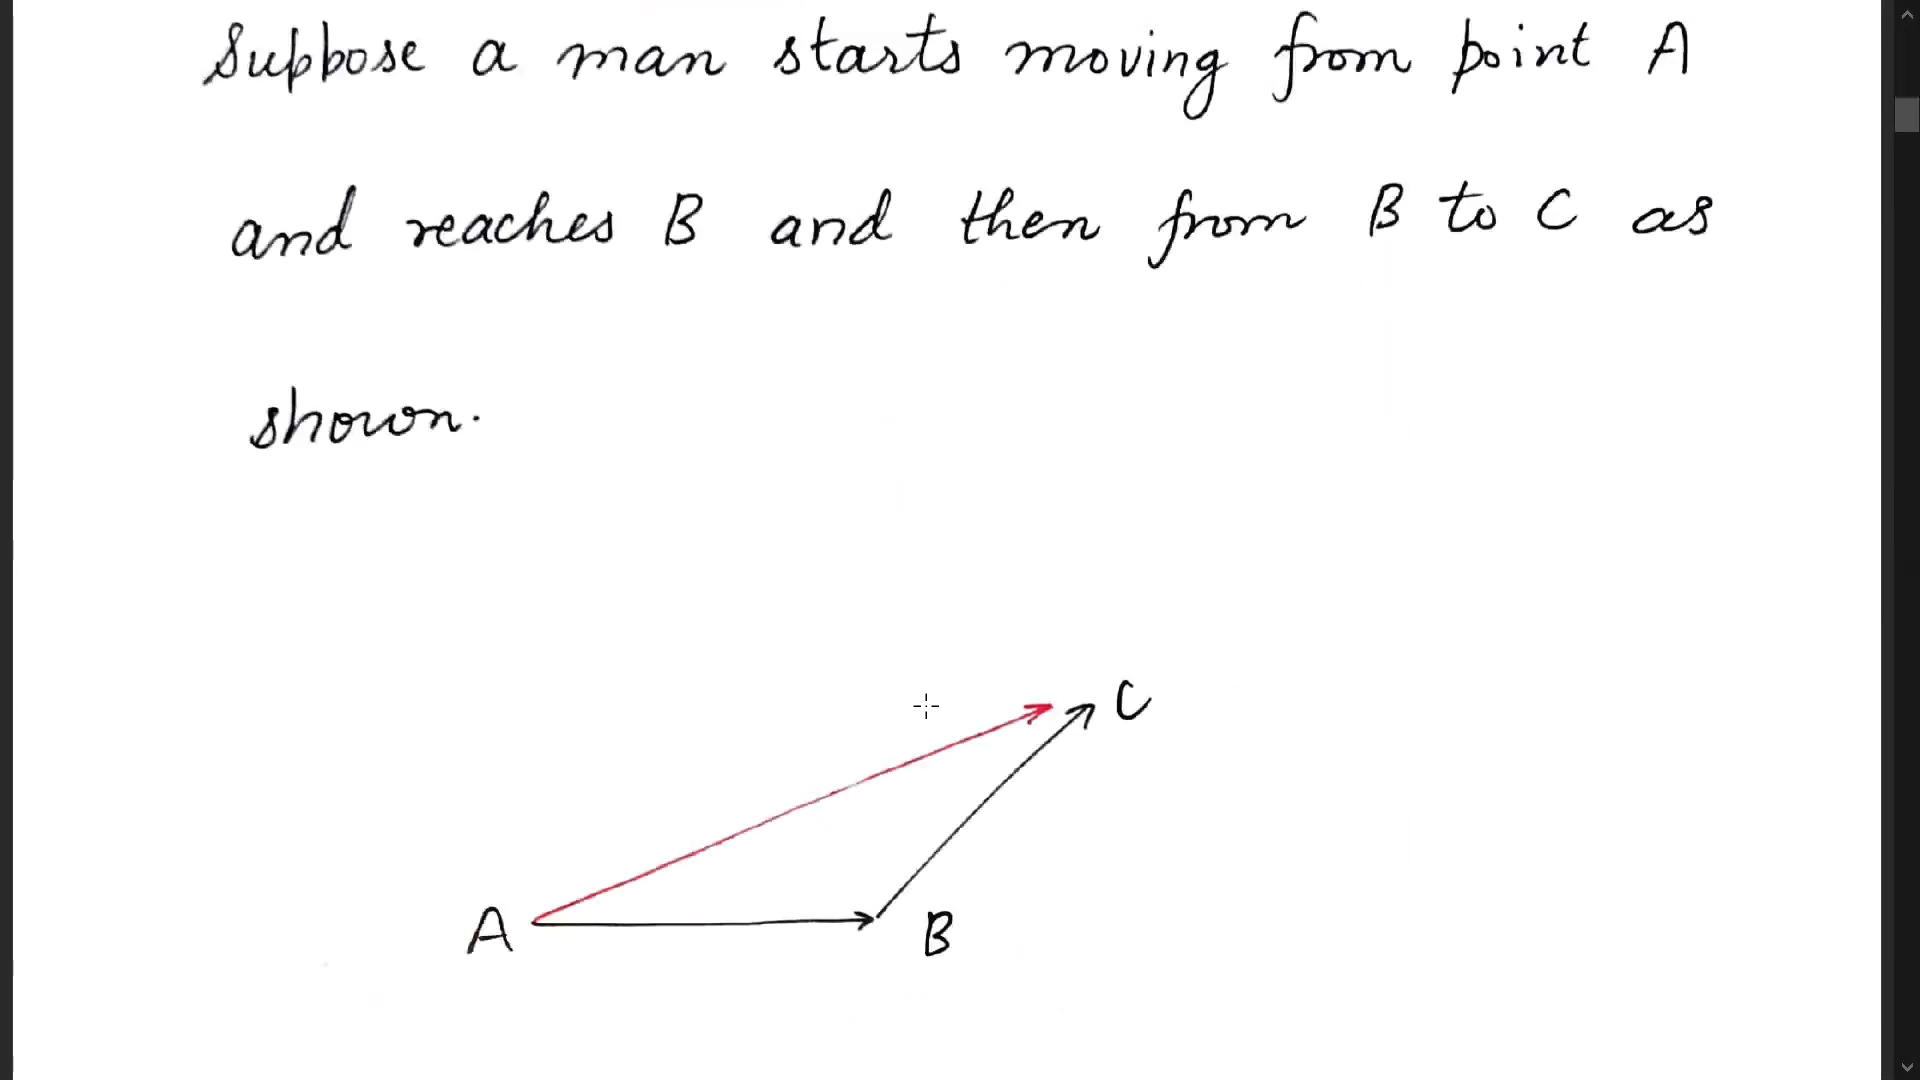 Suppose a man starts moving from point A
and reaches B and then from B to C as
shown.
C
A
B